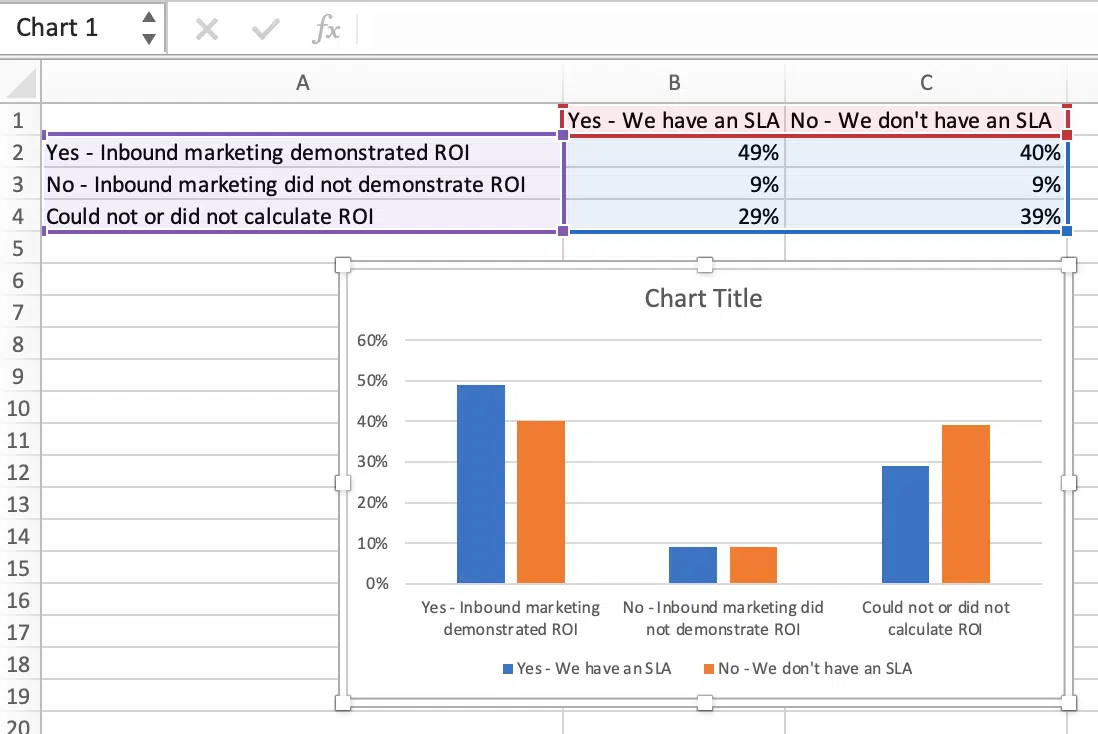 Chart 1 fx
A B C
1 Yes - We have an SLA No - We don't have an SLA
2 Yes - Inbound marketing demonstrated ROI 49% 40%
3 No - Inbound marketing did not demonstrate ROI 9% 9%
4 Could not or did not calculate ROI 29% 39%
5
6
7
8
9
10
11
12
13
14
15
16
17
18
19
20
Chart Title
60%
50%
40%
30%
20%
10%
0%
Yes - Inbound marketing No - Inbound marketing did Could not or did not
demonstrated ROI not demonstrate ROI calculate ROI
Yes - We have an SLA No - We don't have an SLA